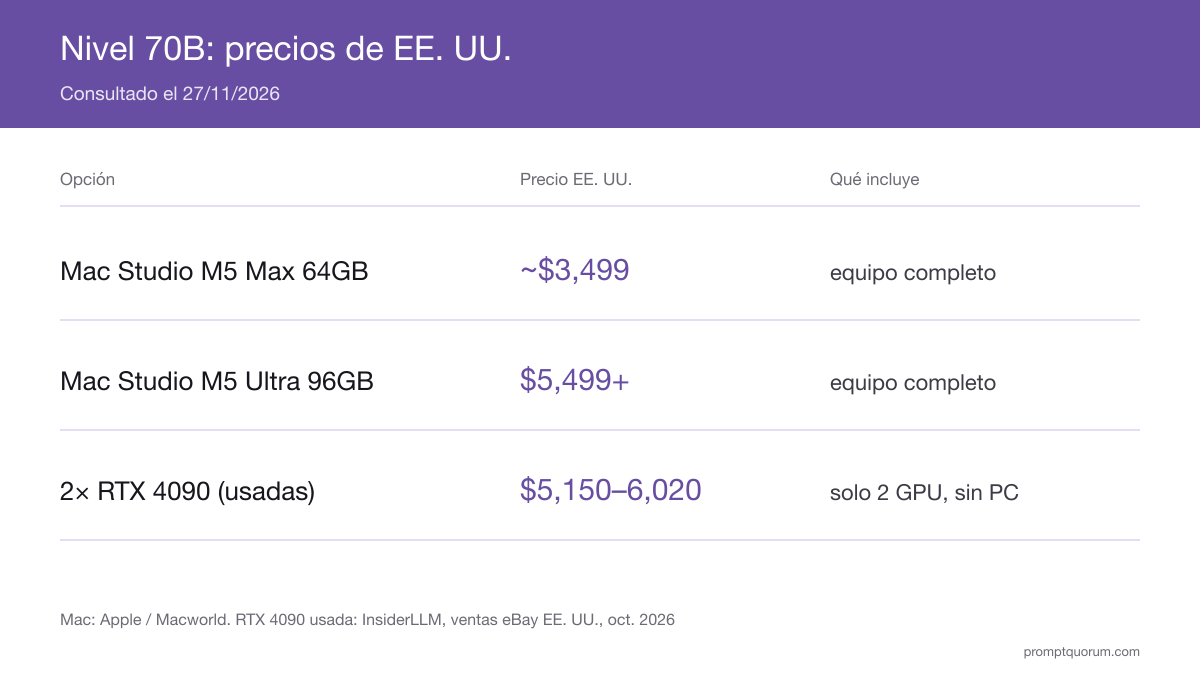 Nivel 70B: precios de EE. UU.
Consultado el 27/11/2026
Opción Precio EE. UU. Qué incluye
Mac Studio M5 Max 64GB ~$3,499 equipo completo
Mac Studio M5 Ultra 96GB $5,499+ equipo completo
2× RTX 4090 (usadas) $5,150–6,020 solo 2 GPU, sin PC
Mac: Apple / Macworld. RTX 4090 usada: InsiderLLM, ventas eBay EE. UU., oct. 2026
promptquorum.com